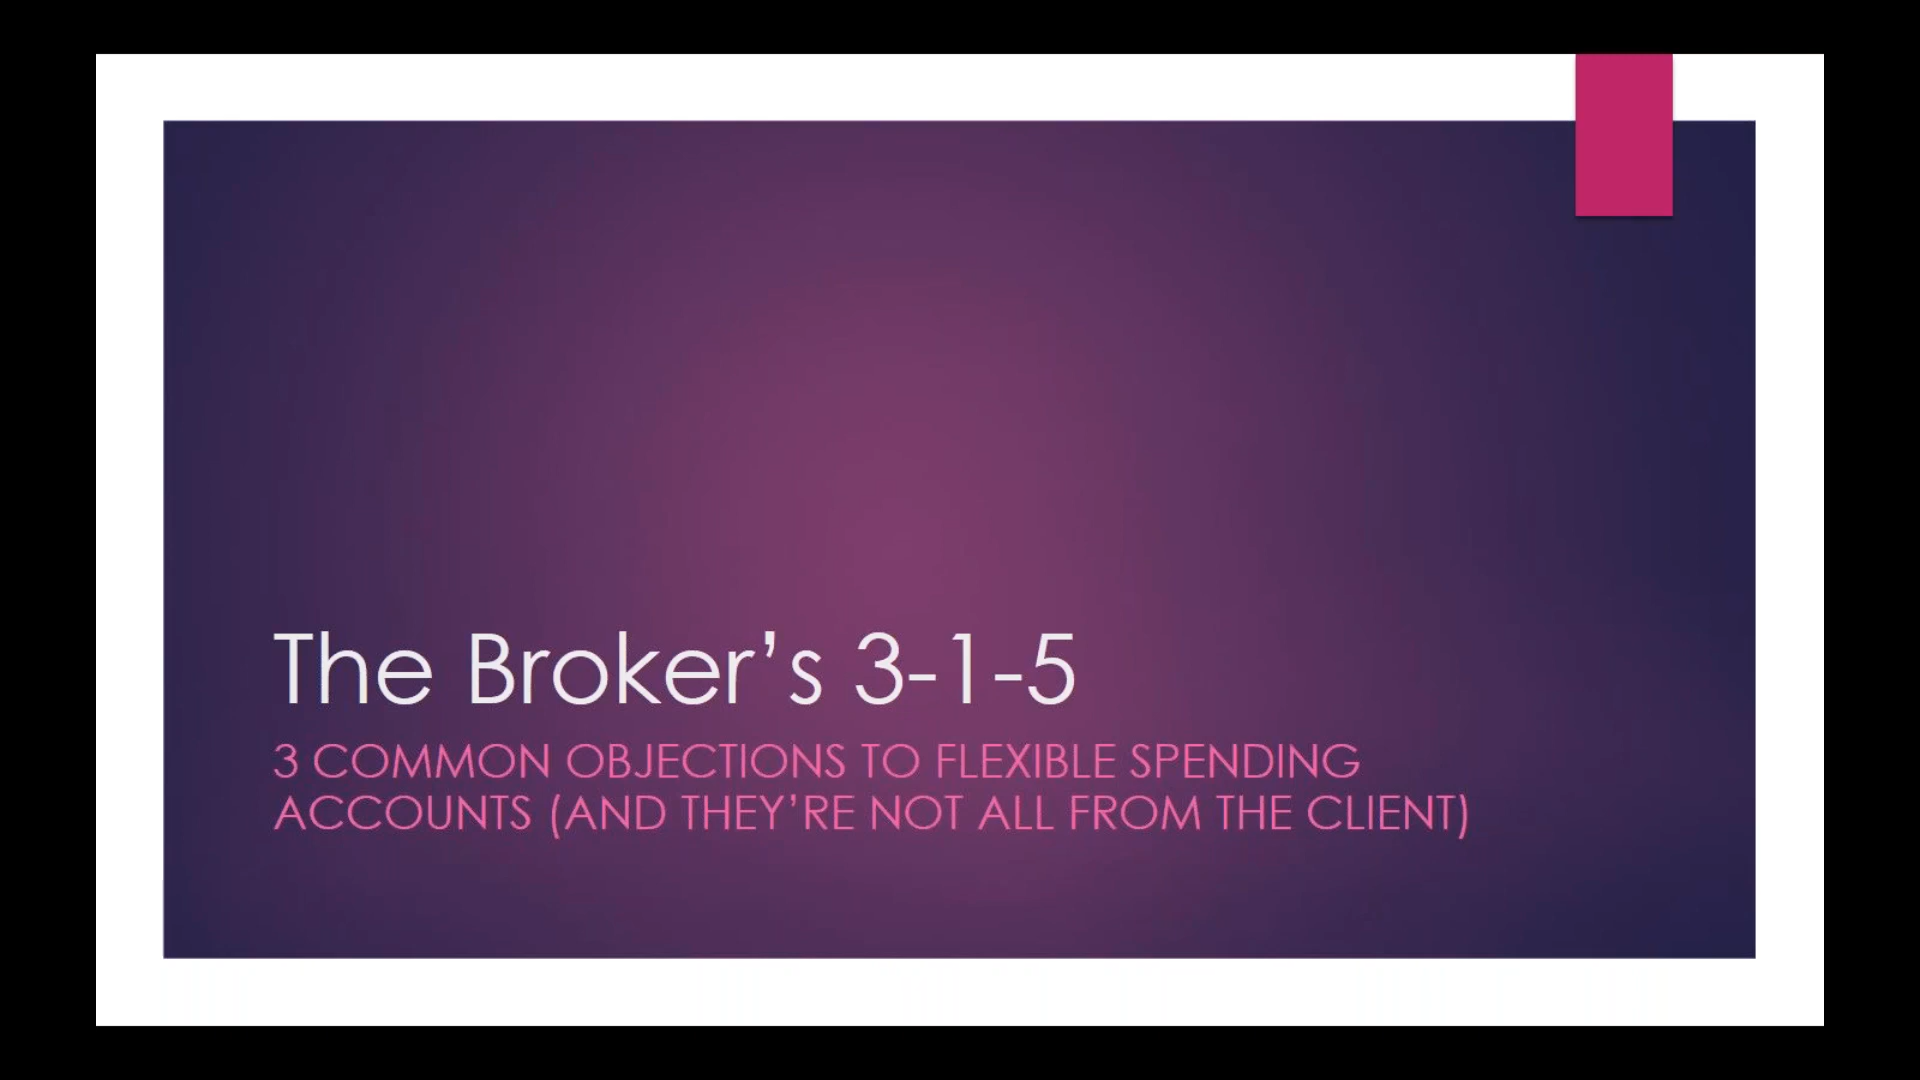 The Broker’s 3-1-5
3 COMMON OBJECTIONS TO FLEXIBLE SPENDING
ACCOUNTS (AND THEY’RE NOT ALL FROM THE CLIENT)